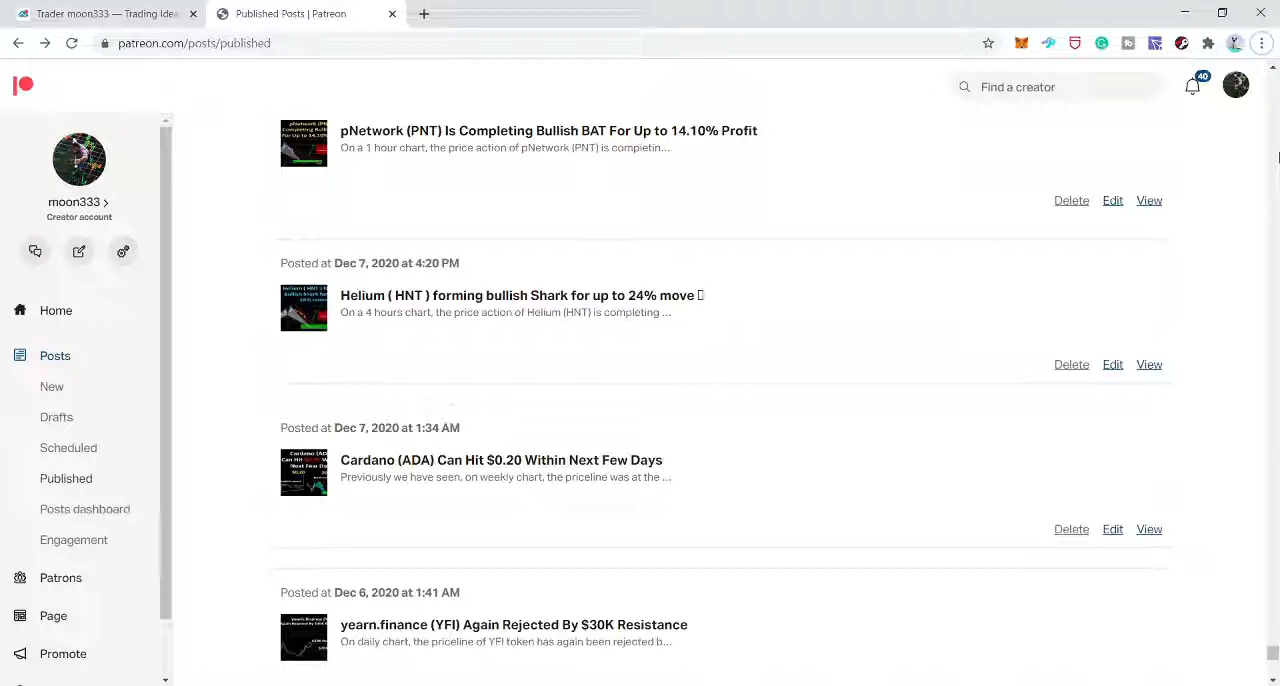 Trader moon333 — Trading Idea
Published Posts | Patreon
patreon.com/posts/published
Find a creator
40
moon333
Creator account
Home
Posts
New
Drafts
Scheduled
Published
Posts dashboard
Engagement
Patrons
Page
Promote
pNetwork (PNT) Is Completing Bullish BAT For Up to 14.10% Profit
On a 1 hour chart, the price action of pNetwork (PNT) is completin...
Delete Edit View
Posted at Dec 7, 2020 at 4:20 PM
Helium ( HNT ) forming bullish Shark for up to 24% move
On a 4 hours chart, the price action of Helium (HNT) is completing ...
Delete Edit View
Posted at Dec 7, 2020 at 1:34 AM
Cardano (ADA) Can Hit $0.20 Within Next Few Days
Previously we have seen, on weekly chart, the priceline was at the ...
Delete Edit View
Posted at Dec 6, 2020 at 1:41 AM
yearn.finance (YFI) Again Rejected By $30K Resistance
On daily chart, the priceline of YFI token has again been rejected b...